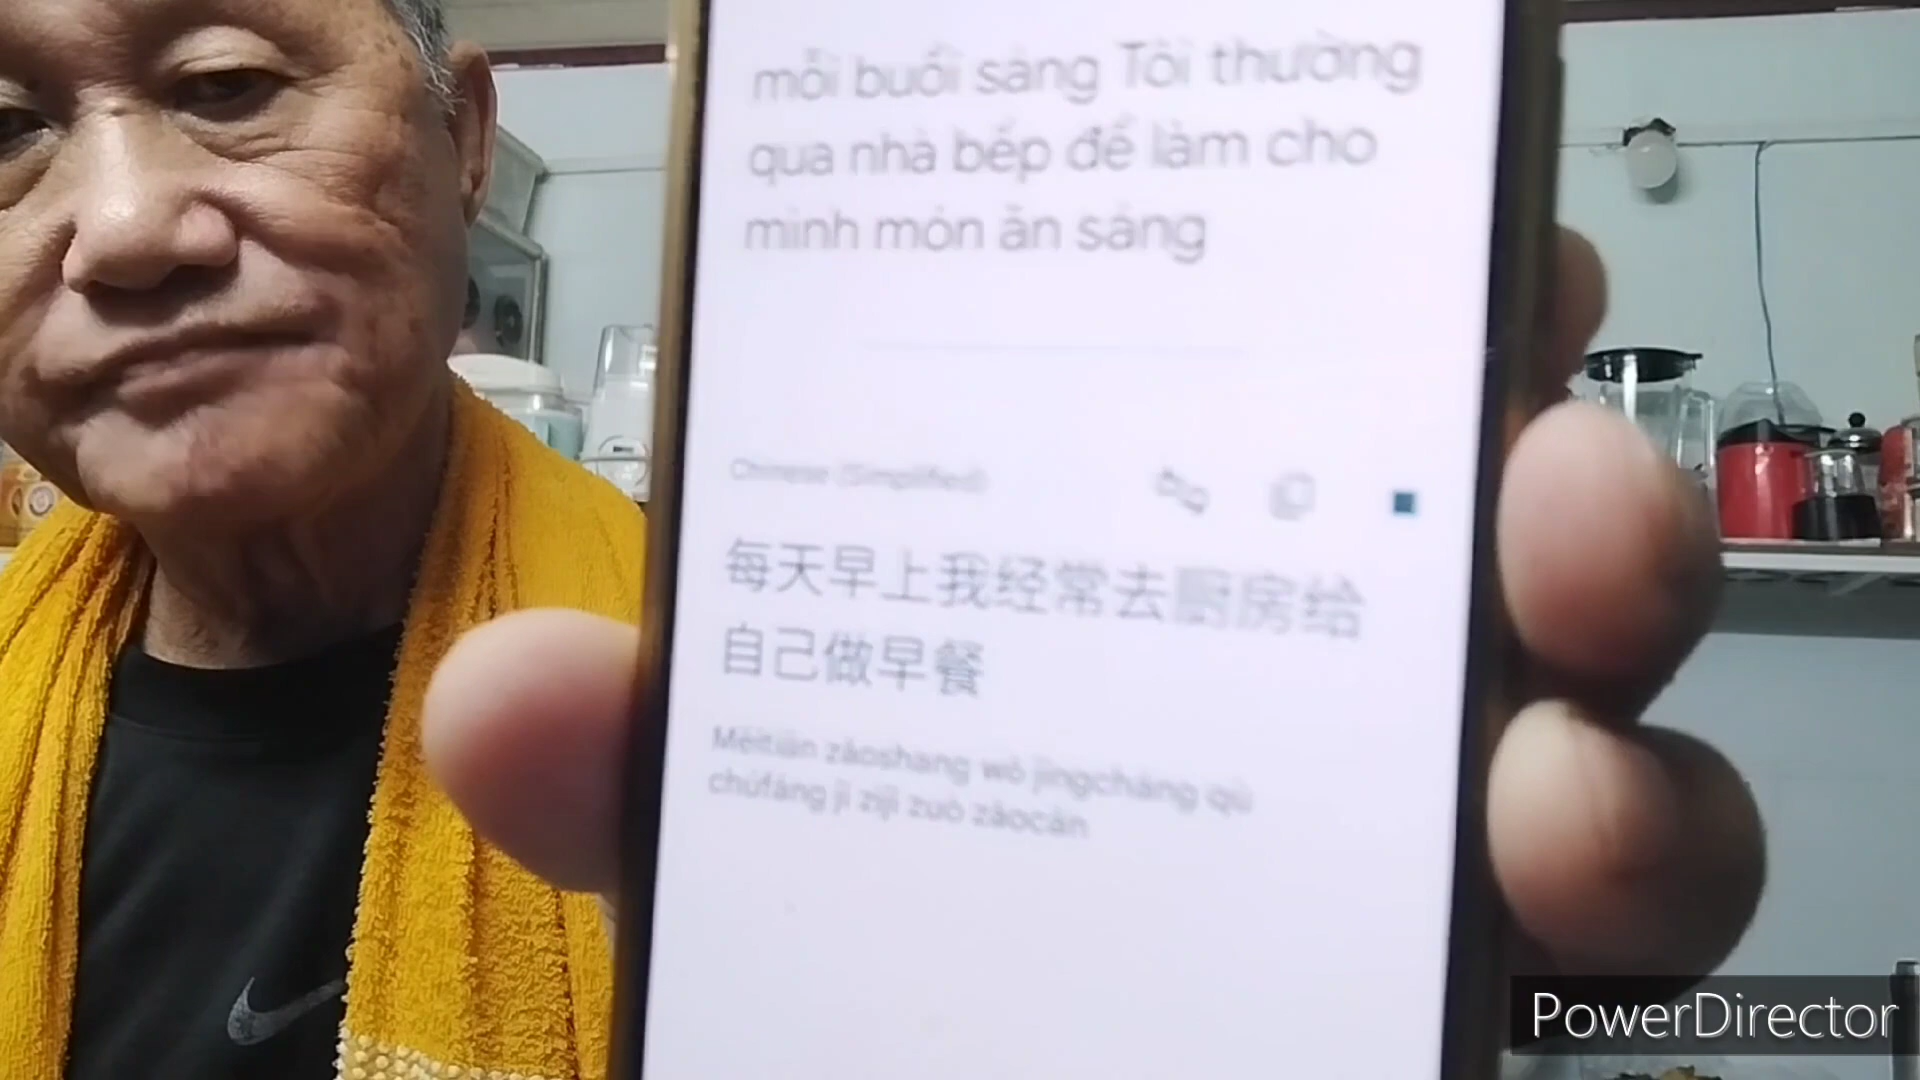 mỗi buổi sáng Tôi thường
qua nhà bếp để làm cho
mình món ăn sáng
Chinese (Simplified)
每天早上我经常去厨房给
自己做早餐
Měitiān zǎoshang wǒ jīngcháng qù
chúfáng jǐ zìjǐ zuò zǎocān
PowerDirector